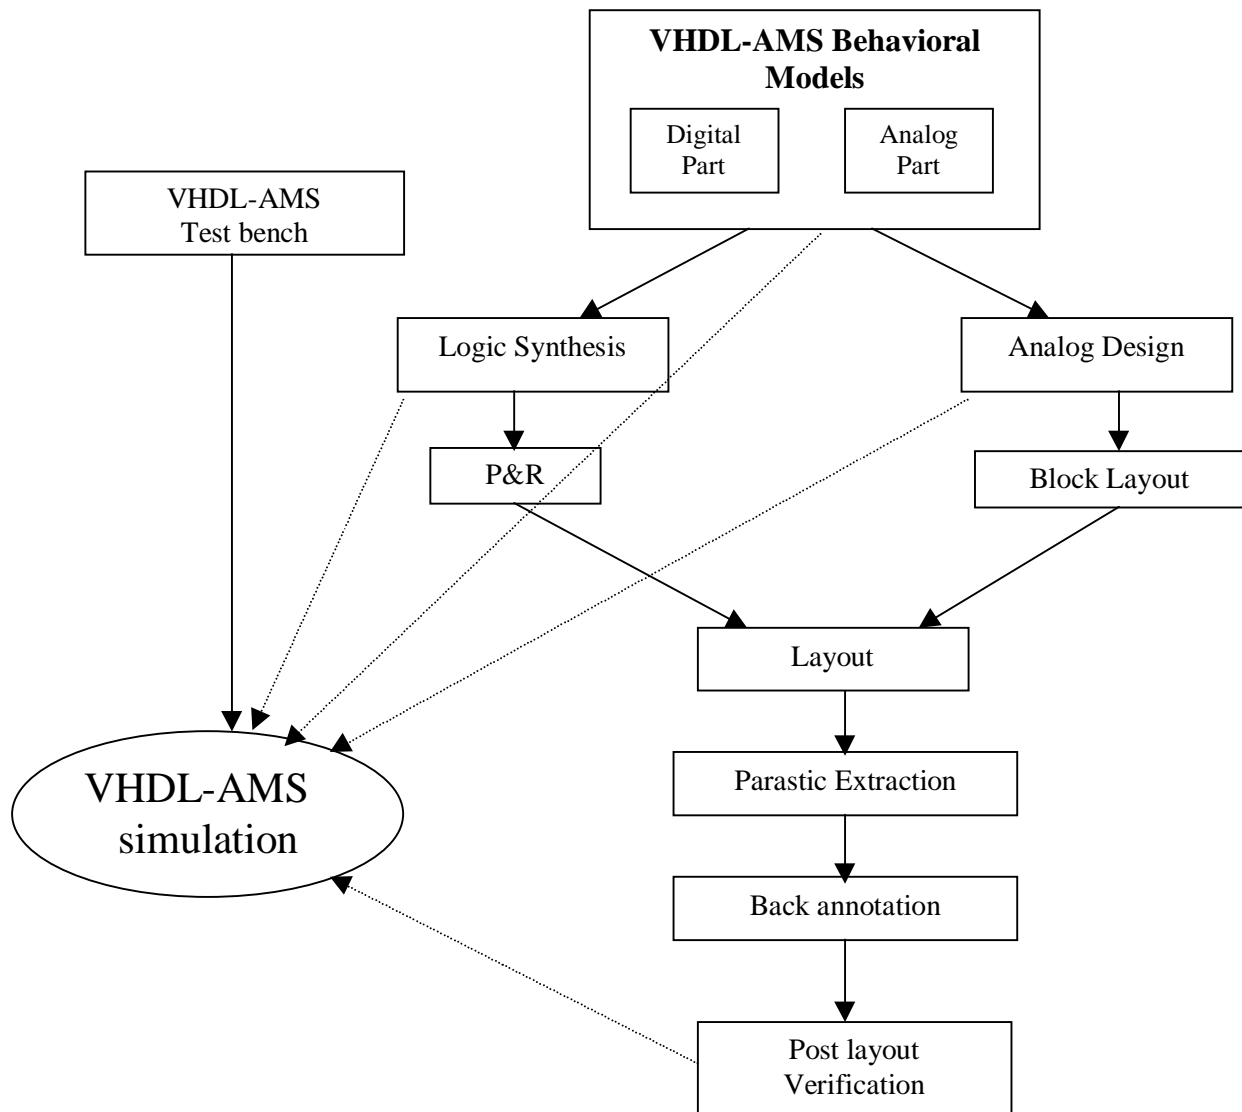 VHDL-AMS Behavioral
Models
Digital
Part
Analog
Part
VHDL-AMS
Test bench
Logic Synthesis
Analog Design
P&R
Block Layout
Layout
VHDL-AMS
simulation
Parastic Extraction
Back annotation
Post layout
Verification